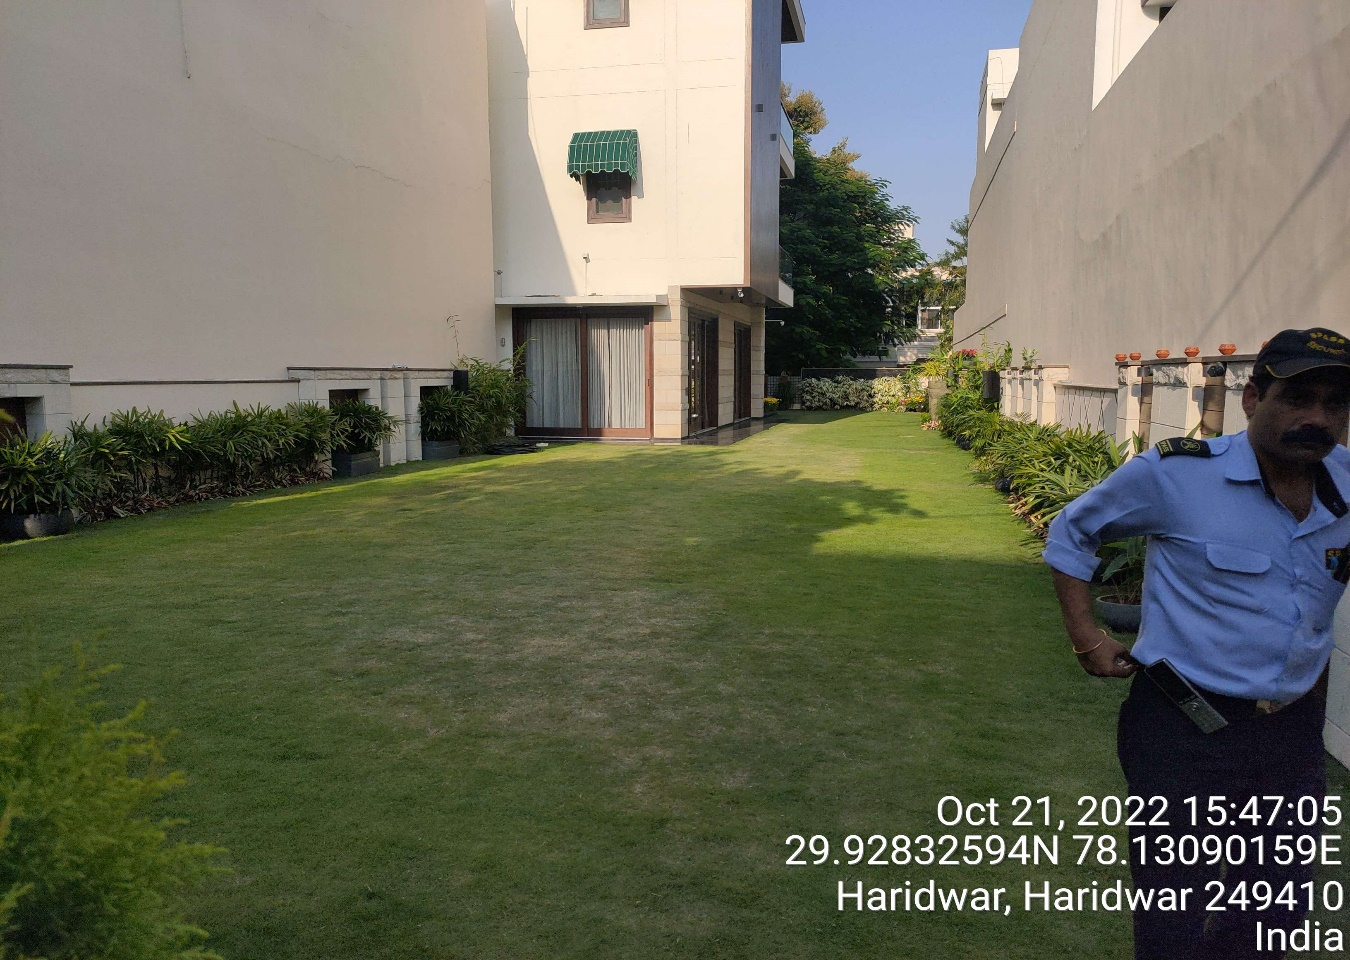 Oct 21, 2022 15:47:05
29.92832594N 78.13090159E
Haridwar, Haridwar 249410
India